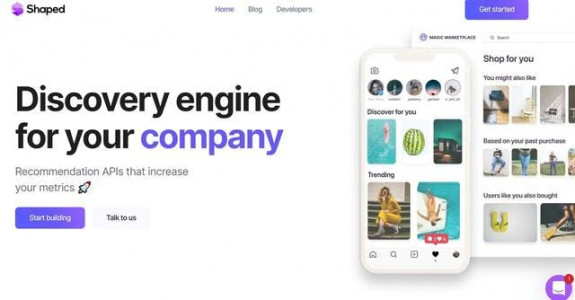 Shaped
Home Blog Developers
Get started
MAGIC MARKETPLACE Search
Shop for you
You might also like
Discover for you
Discovery engine
for your company
Based on your past purchase
Recommendation APIs that increase
your metrics 🚀
Trending
Users like you also bought
Start building Talk to us
1